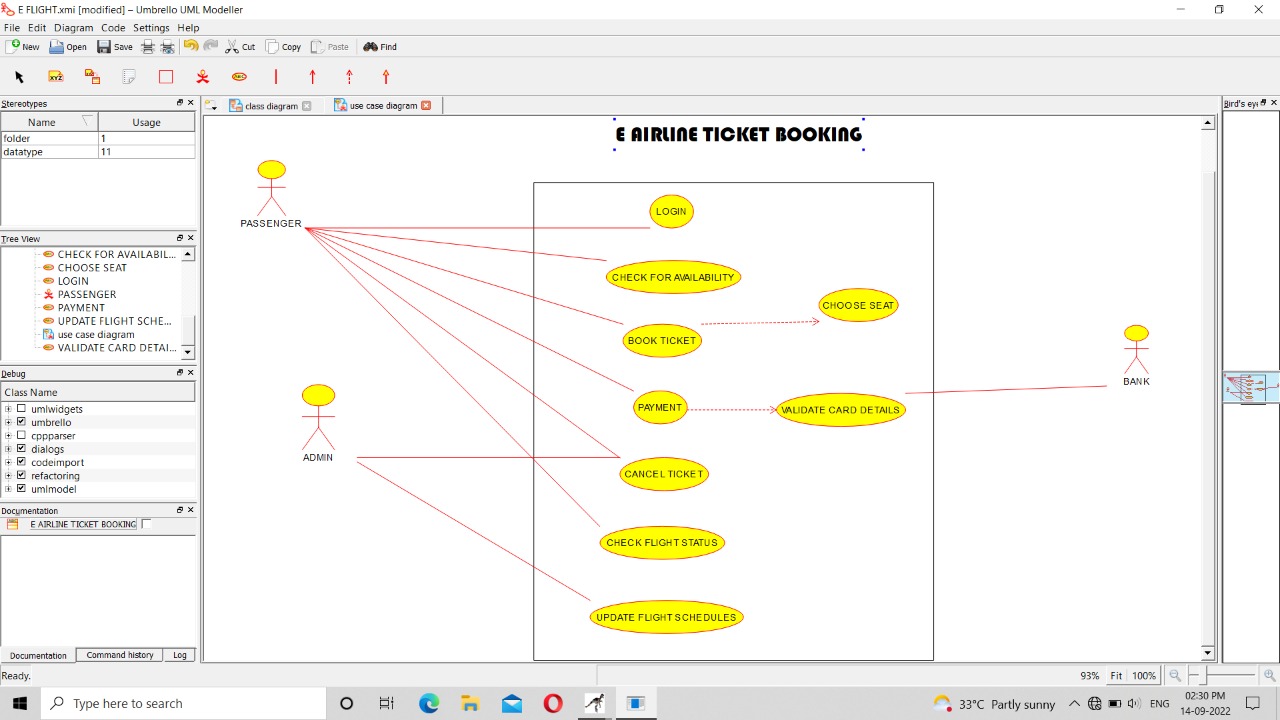 E FLIGHT.xmi [modified] – Umbrello UML Modeller
File Edit Diagram Code Settings Help
New Open Save Cut Copy Paste Find
XYZ
Stereotypes
Name Usage
folder 1
datatype 11
Tree View
CHECK FOR AVAILABIL...
CHOOSE SEAT
LOGIN
PASSENGER
PAYMENT
UPDATE FLIGHT SCHE...
use case diagram
VALIDATE CARD DETAI...
Debug
Class Name
umlwidgets
umbrello
cppparser
dialogs
codeimport
refactoring
umlmodel
Documentation
E AIRLINE TICKET BOOKING
Documentation Command history Log
class diagram use case diagram
E AIRLINE TICKET BOOKING
PASSENGER
LOGIN
CHECK FOR AVAILABILITY
CHOOSE SEAT
BOOK TICKET
BANK
PAYMENT
VALIDATE CARD DETAILS
ADMIN
CANCEL TICKET
CHECK FLIGHT STATUS
UPDATE FLIGHT SCHEDULES
Bird's ey
Ready.
93% Fit 100%
Type here to search
33°C Partly sunny
ENG
02:30 PM
14-09-2022